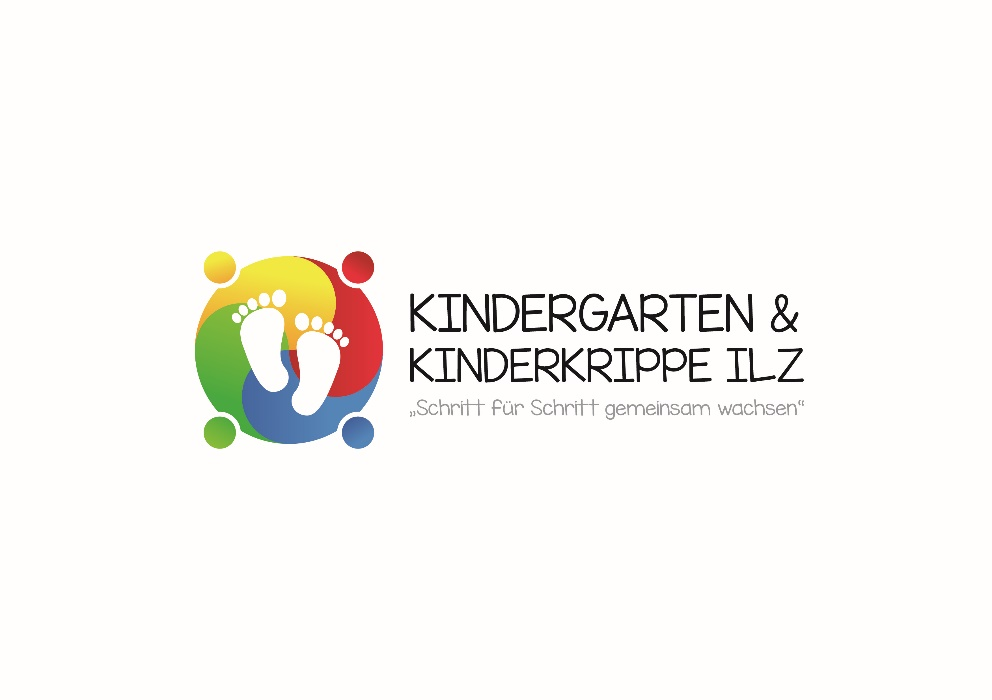 KINDERGARTEN &
KINDERKRIPPE ILZ
„Schritt für Schritt gemeinsam wachsen“